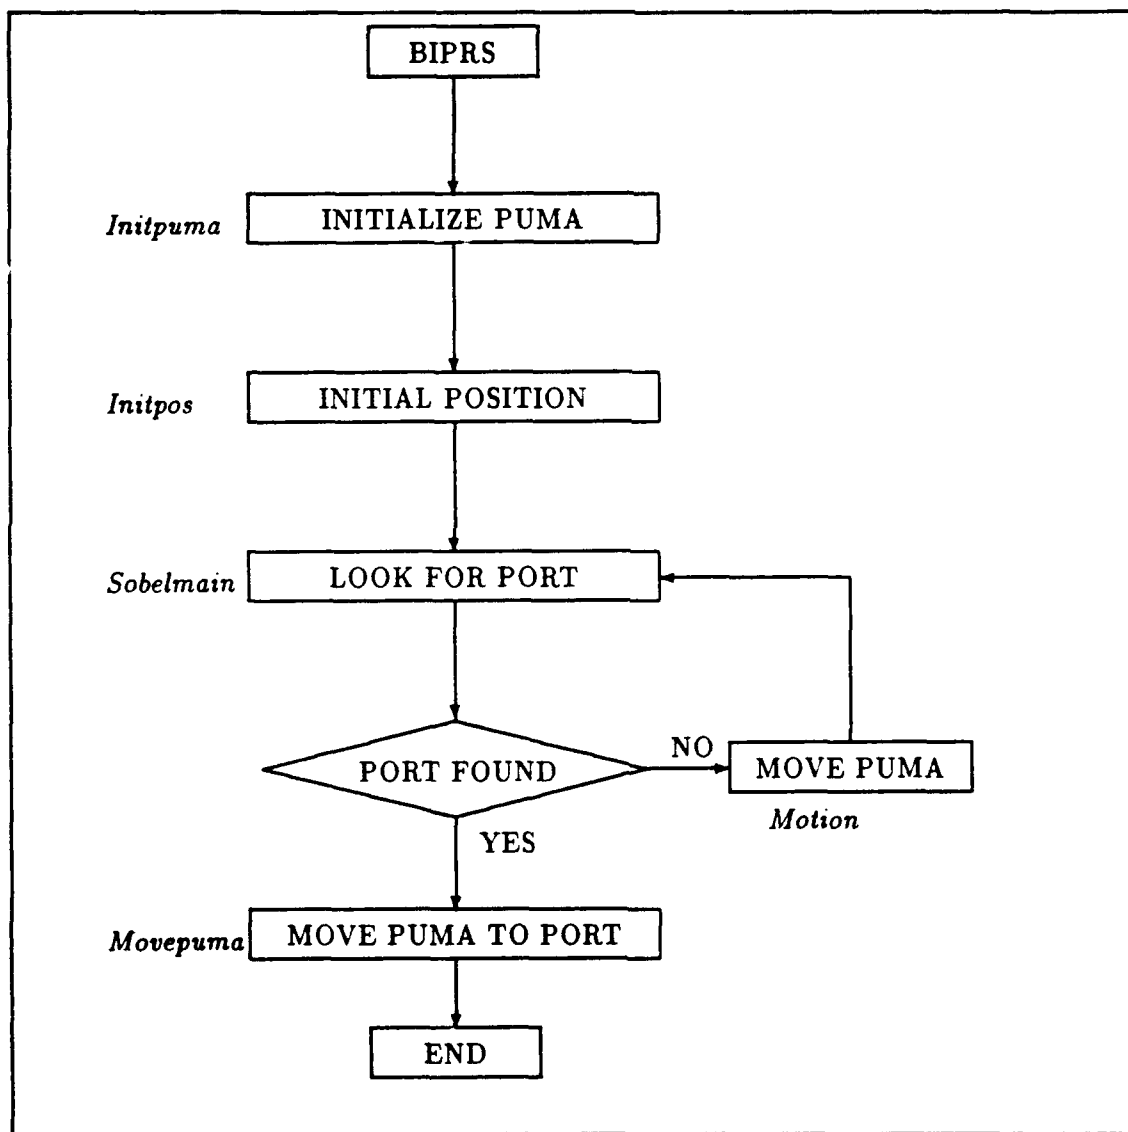 BIPRS
Initpuma
INITIALIZE PUMA
Initpos
INITIAL POSITION
Sobelmain
LOOK FOR PORT
PORT FOUND
NO
MOVE PUMA
Motion
YES
Movepuma
MOVE PUMA TO PORT
END